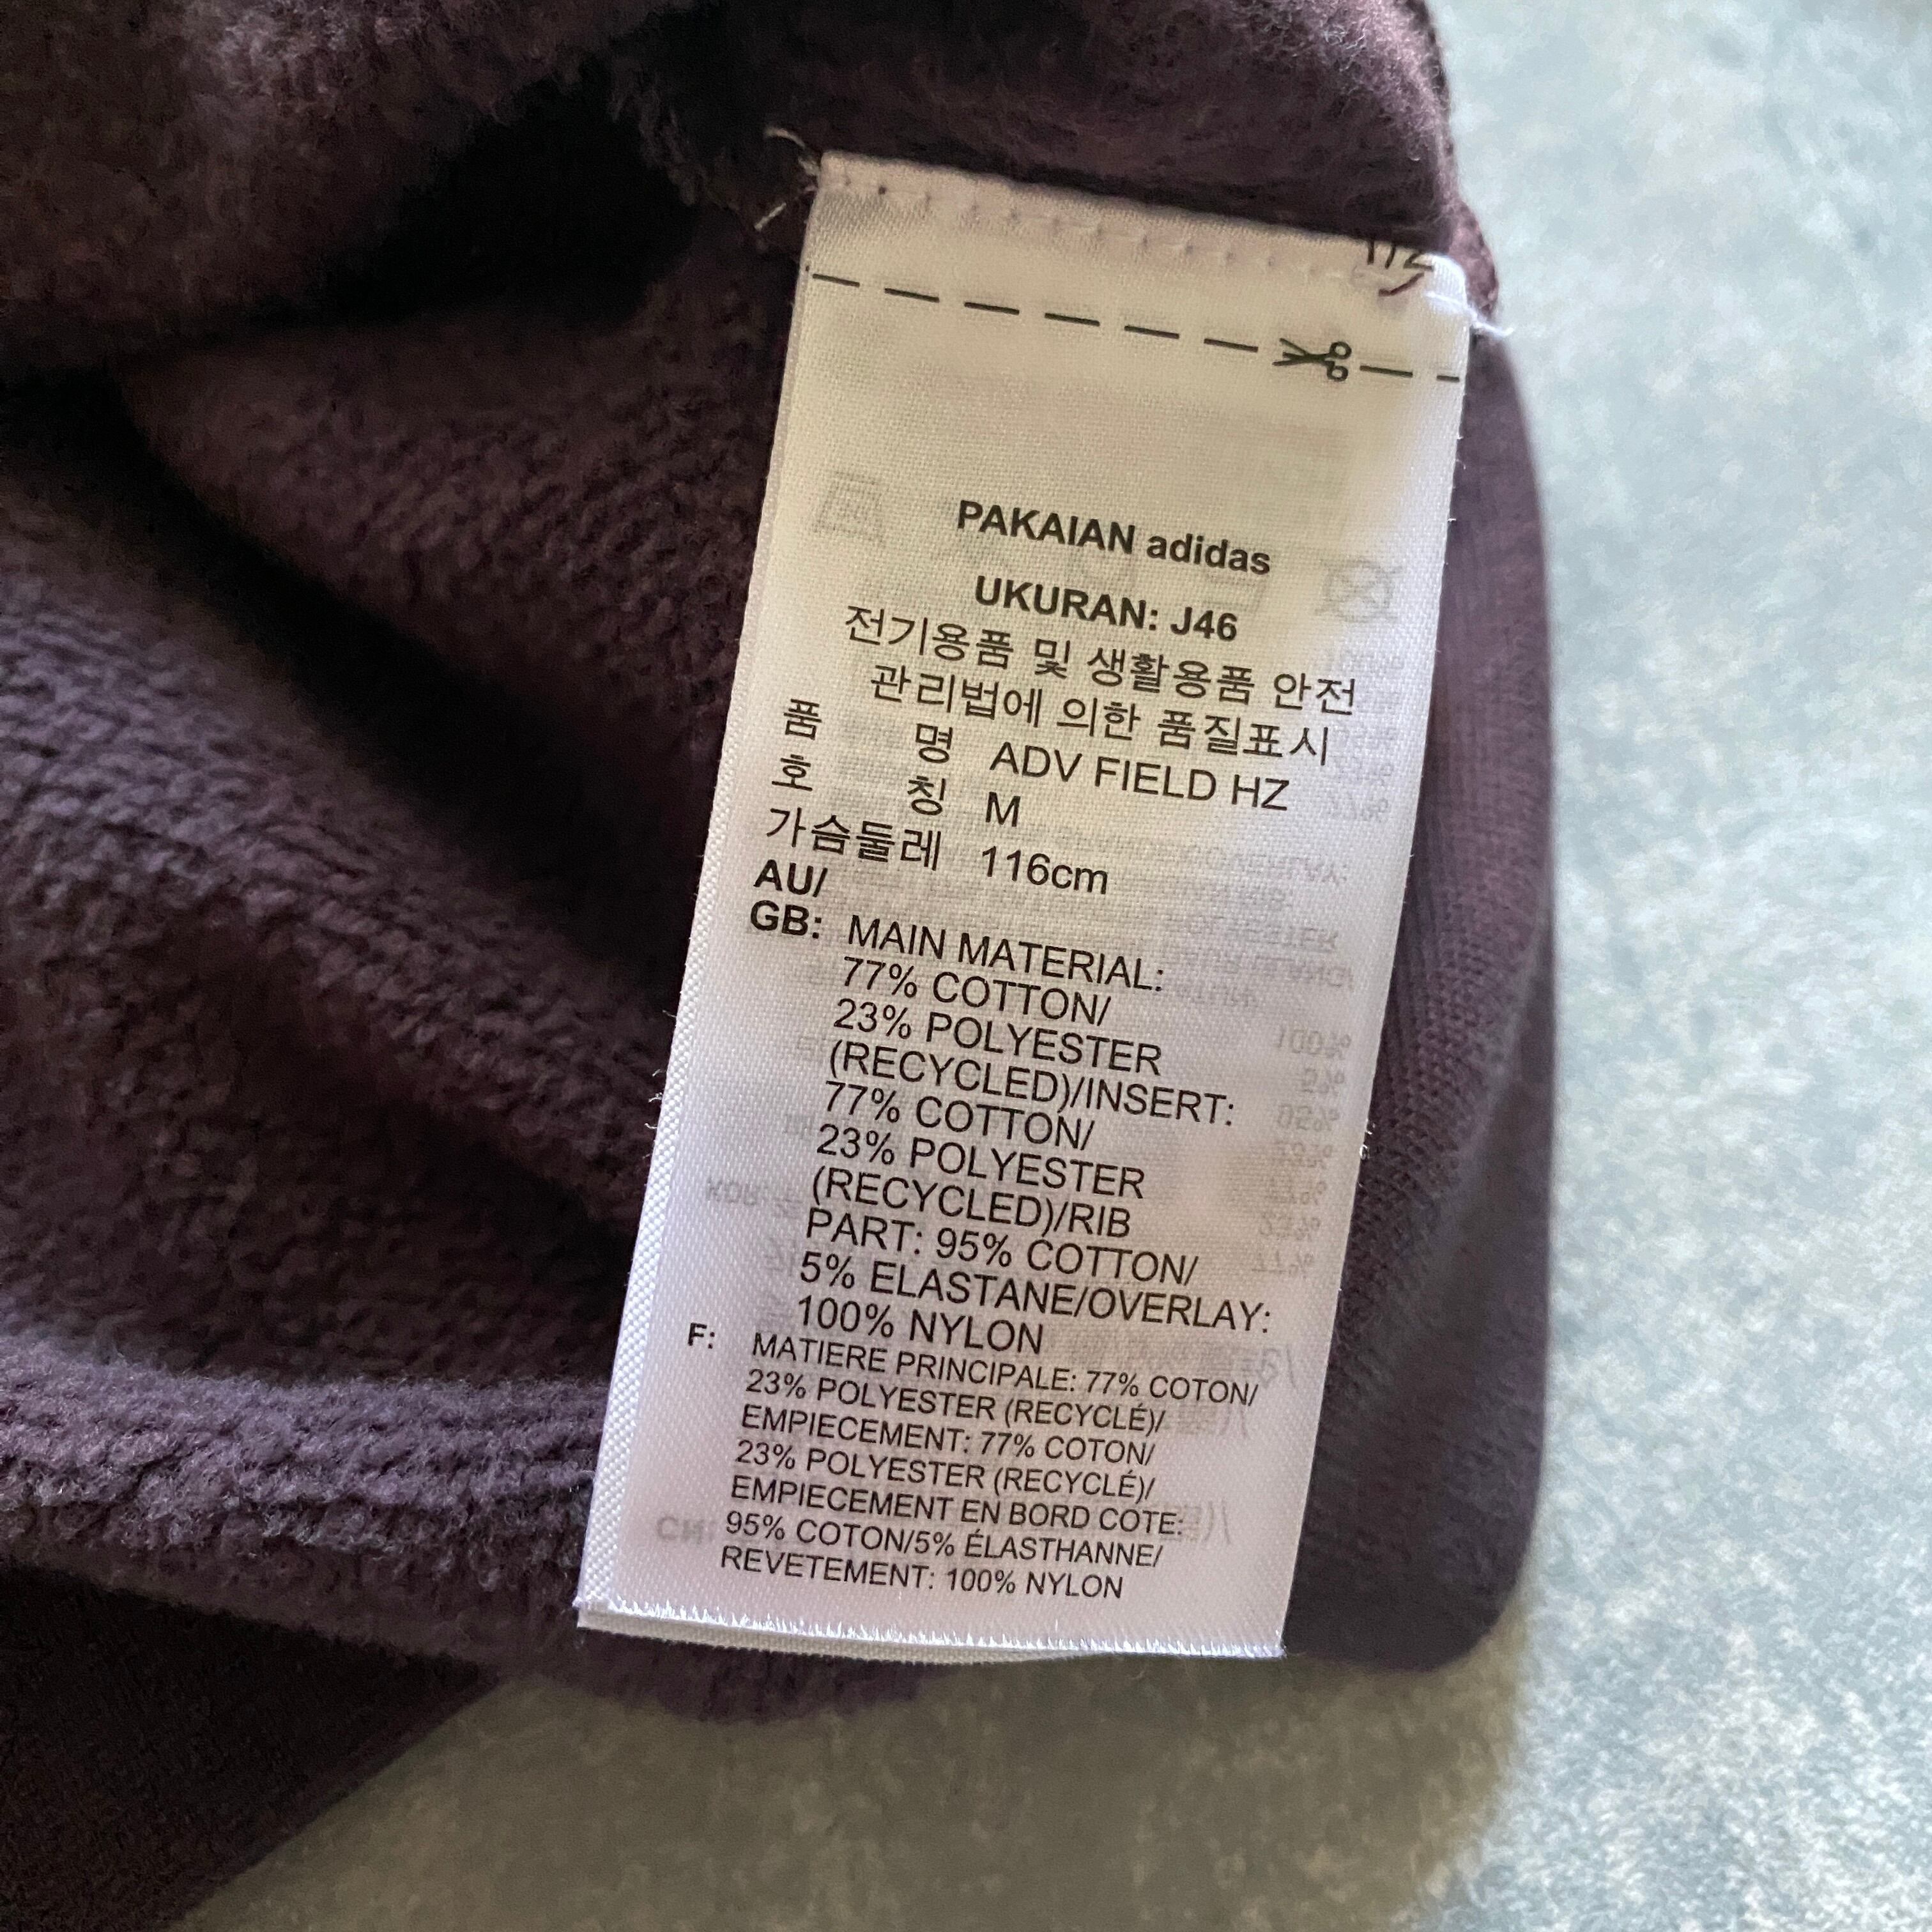 PAKAIAN adidas
UKURAN: J46
전기용품 및 생활용품 안전
관리법에 의한 품질표시
품 명 ADV FIELD HZ
호 칭 M
가슴둘레 116cm
AU/
GB: MAIN MATERIAL:
77% COTTON/
23% POLYESTER
(RECYCLED)/INSERT:
77% COTTON/
23% POLYESTER
(RECYCLED)/RIB
PART: 95% COTTON/
5% ELASTANE/OVERLAY:
100% NYLON
F: MATIERE PRINCIPALE: 77% COTON/
23% POLYESTER (RECYCLÉ)/
EMPIECEMENT: 77% COTON/
23% POLYESTER (RECYCLÉ)/
EMPIECEMENT EN BORD COTE:
95% COTON/5% ÉLASTHANNE/
REVETEMENT: 100% NYLON